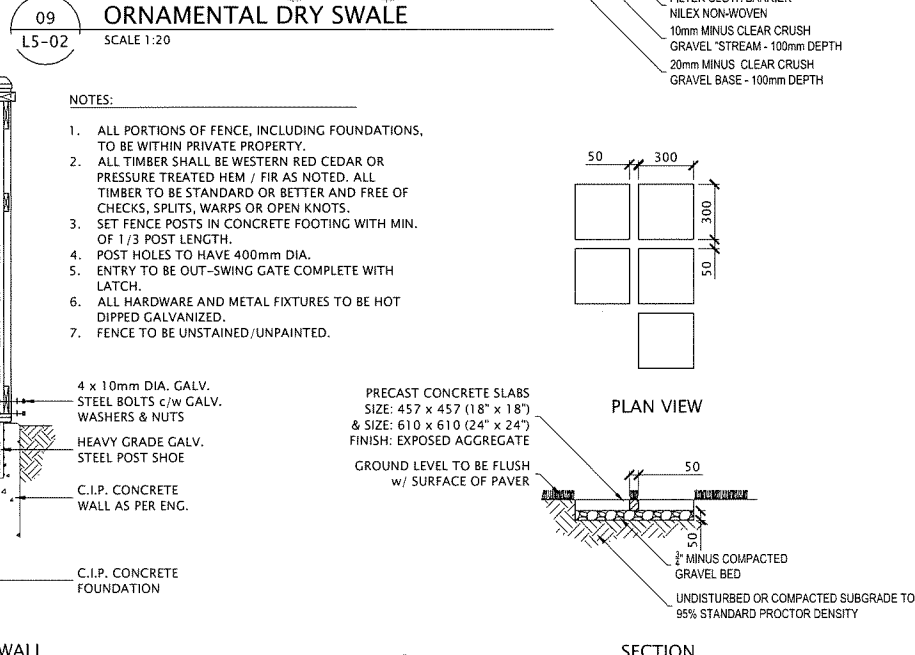 09
L5-02
ORNAMENTAL DRY SWALE
SCALE 1:20
NILEX NON-WOVEN
10mm MINUS CLEAR CRUSH
GRAVEL "STREAM - 100mm DEPTH
20mm MINUS CLEAR CRUSH
GRAVEL BASE - 100mm DEPTH
NOTES:
1. ALL PORTIONS OF FENCE, INCLUDING FOUNDATIONS,
TO BE WITHIN PRIVATE PROPERTY.
2. ALL TIMBER SHALL BE WESTERN RED CEDAR OR
PRESSURE TREATED HEM / FIR AS NOTED. ALL
TIMBER TO BE STANDARD OR BETTER AND FREE OF
CHECKS, SPLITS, WARPS OR OPEN KNOTS.
3. SET FENCE POSTS IN CONCRETE FOOTING WITH MIN.
OF 1/3 POST LENGTH.
4. POST HOLES TO HAVE 400mm DIA.
5. ENTRY TO BE OUT-SWING GATE COMPLETE WITH
LATCH.
6. ALL HARDWARE AND METAL FIXTURES TO BE HOT
DIPPED GALVANIZED.
7. FENCE TO BE UNSTAINED/UNPAINTED.
50 300
300
50
PLAN VIEW
4 x 10mm DIA. GALV.
STEEL BOLTS c/w GALV.
WASHERS & NUTS
HEAVY GRADE GALV.
STEEL POST SHOE
C.I.P. CONCRETE
WALL AS PER ENG.
C.I.P. CONCRETE
FOUNDATION
PRECAST CONCRETE SLABS
SIZE: 457 x 457 (18" x 18")
& SIZE: 610 x 610 (24" x 24")
FINISH: EXPOSED AGGREGATE
GROUND LEVEL TO BE FLUSH
w/ SURFACE OF PAVER
50
50
¾" MINUS COMPACTED
GRAVEL BED
UNDISTURBED OR COMPACTED SUBGRADE TO
95% STANDARD PROCTOR DENSITY
WALL
SECTION